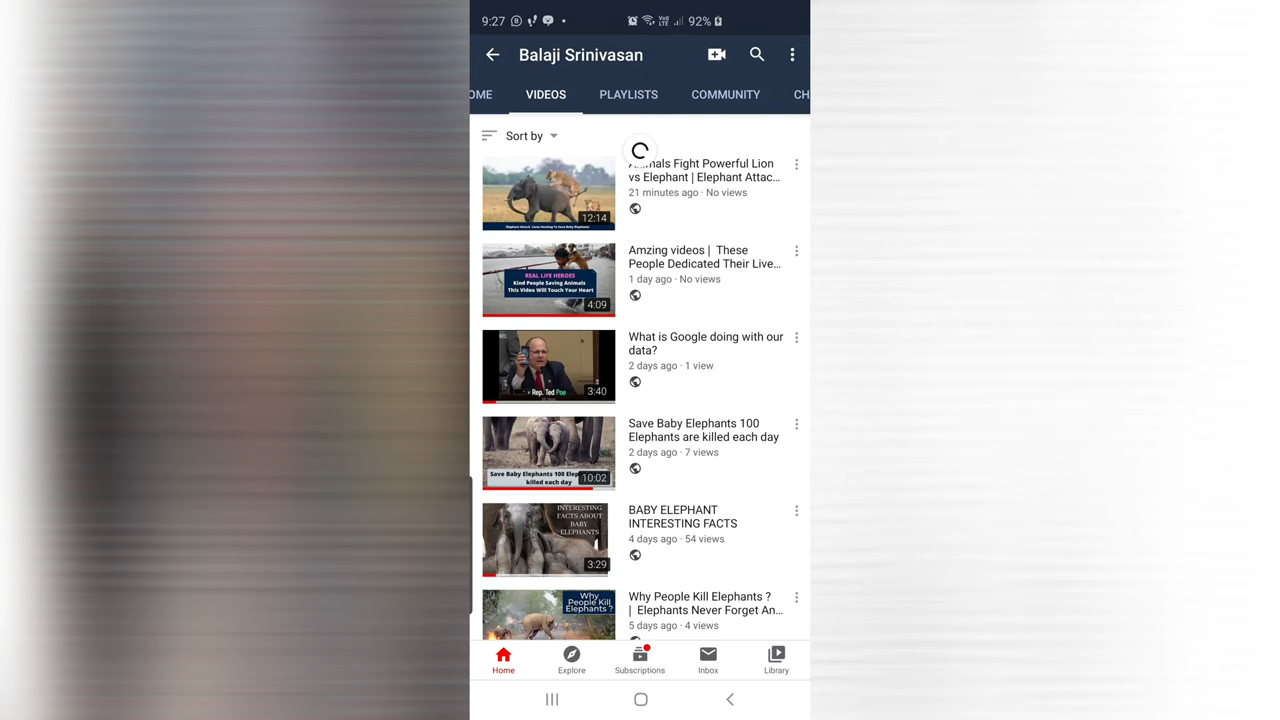 9:27 92%
Balaji Srinivasan
OME VIDEOS PLAYLISTS COMMUNITY CH
Sort by
Animals Fight Powerful Lion
vs Elephant | Elephant Attac...
21 minutes ago · No views
12:14
Amzing videos | These
People Dedicated Their Live...
1 day ago · No views
REAL LIFE HEROES
Kind People Saving Animals
This Video Will Touch Your Heart
4:09
What is Google doing with our
data?
2 days ago · 1 view
Rep. Ted Poe
3:40
Save Baby Elephants 100
Elephants are killed each day
2 days ago · 7 views
Save Baby Elephants 100
killed each day
10:02
BABY ELEPHANT
INTERESTING FACTS
4 days ago · 54 views
INTERESTING
FACTS ABOUT
BABY
ELEPHANTS
3:29
Why People Kill Elephants ?
| Elephants Never Forget An...
5 days ago · 4 views
Why
People Kill
Elephants ?
Home Explore Subscriptions Inbox Library